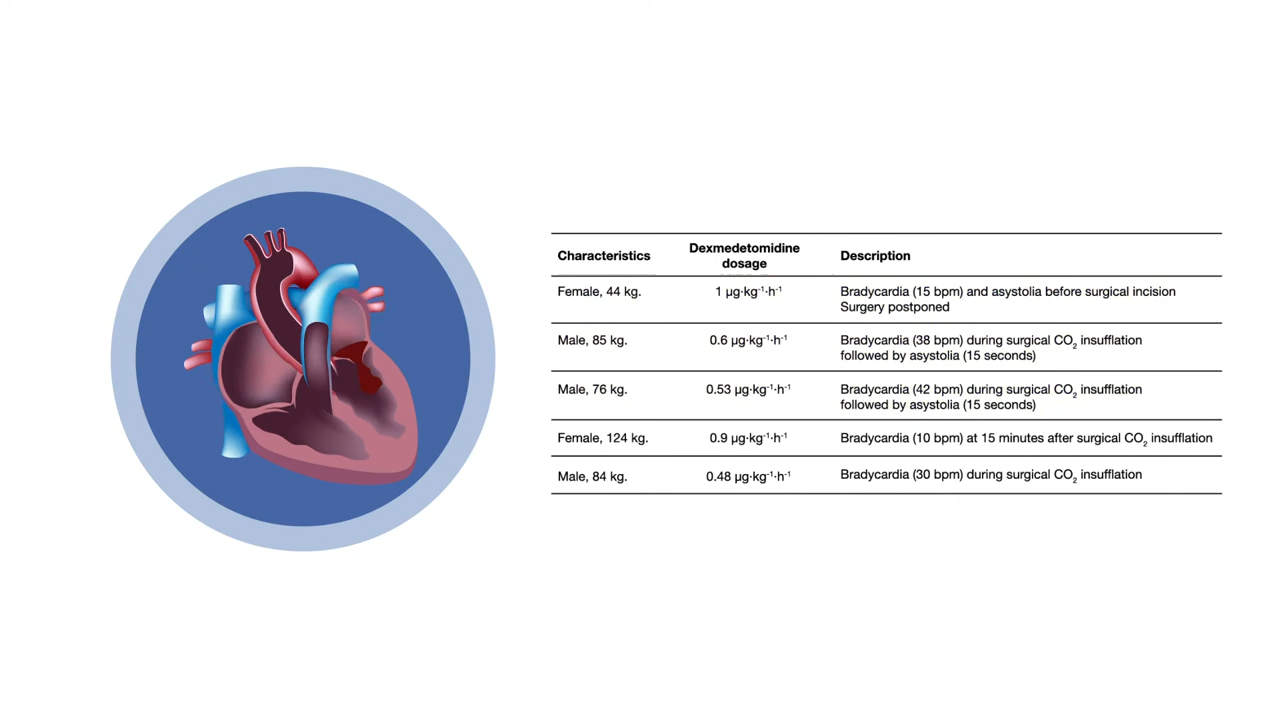 Characteristics Dexmedetomidine dosage Description
Female, 44 kg. 1 µg·kg⁻¹·h⁻¹ Bradycardia (15 bpm) and asystolia before surgical incision
Surgery postponed
Male, 85 kg. 0.6 µg·kg⁻¹·h⁻¹ Bradycardia (38 bpm) during surgical CO₂ insufflation
followed by asystolia (15 seconds)
Male, 76 kg. 0.53 µg·kg⁻¹·h⁻¹ Bradycardia (42 bpm) during surgical CO₂ insufflation
followed by asystolia (15 seconds)
Female, 124 kg. 0.9 µg·kg⁻¹·h⁻¹ Bradycardia (10 bpm) at 15 minutes after surgical CO₂ insufflation
Male, 84 kg. 0.48 µg·kg⁻¹·h⁻¹ Bradycardia (30 bpm) during surgical CO₂ insufflation